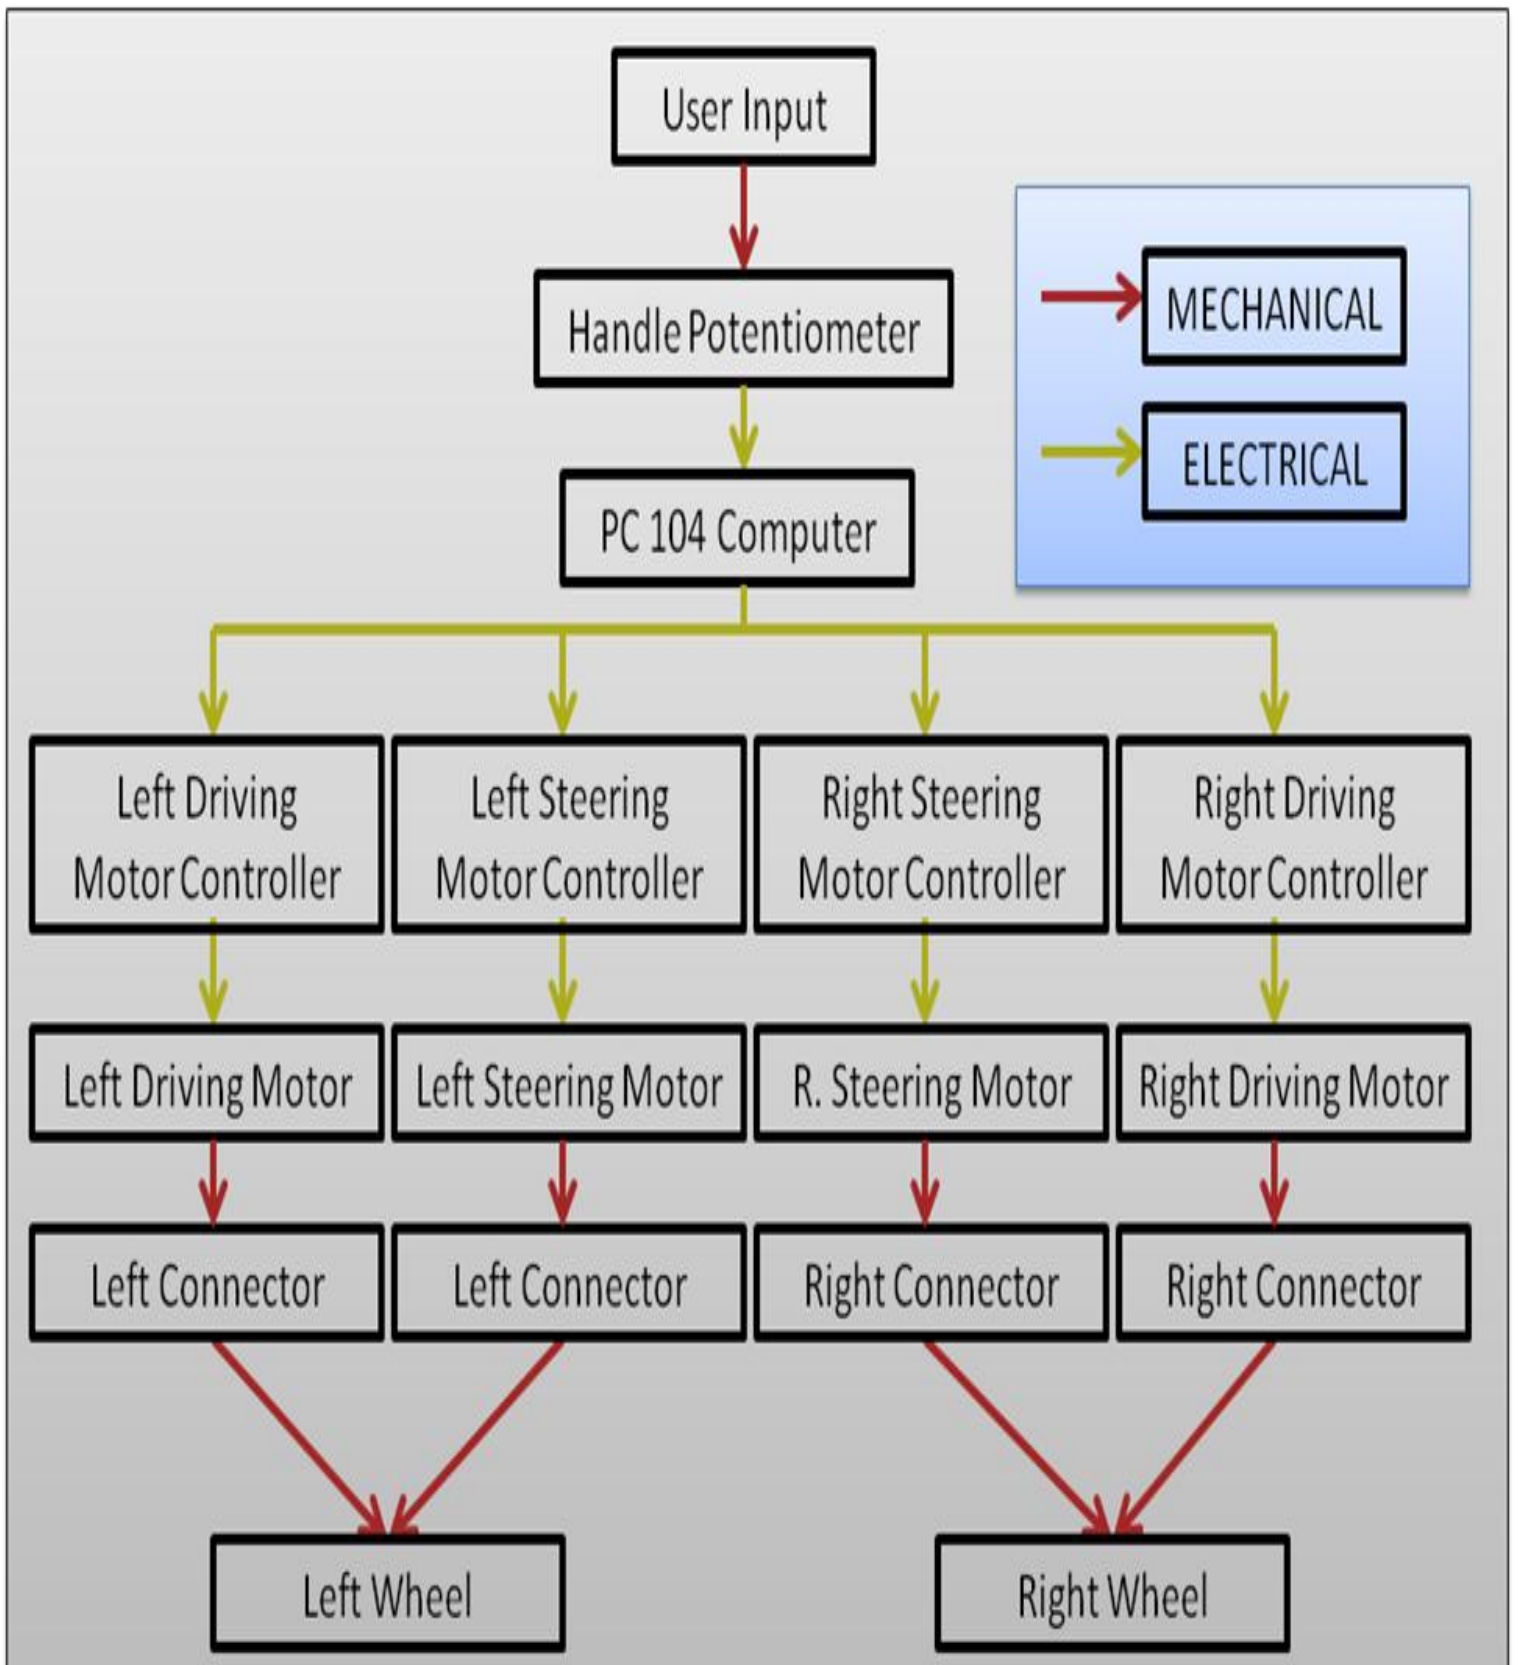 User Input
Handle Potentiometer
MECHANICAL
ELECTRICAL
PC 104 Computer
Left Driving
Motor Controller
Left Steering
Motor Controller
Right Steering
Motor Controller
Right Driving
Motor Controller
Left Driving Motor
Left Steering Motor
R. Steering Motor
Right Driving Motor
Left Connector
Left Connector
Right Connector
Right Connector
Left Wheel
Right Wheel